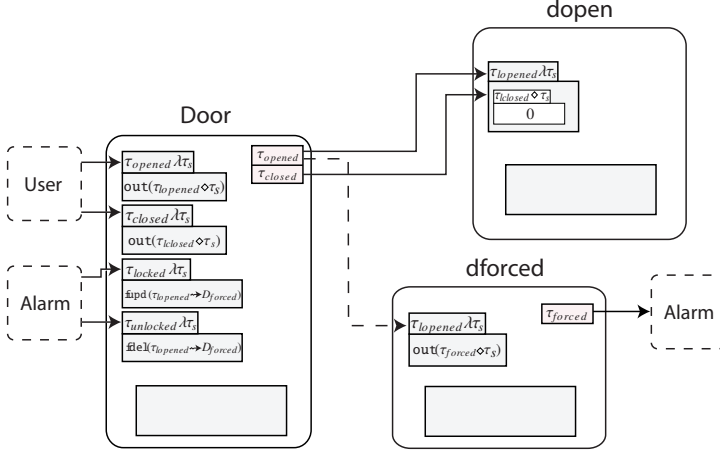 dopen
τlopened λτs
τlclosed ⋄ τs
0
Door
User
τopened λτs
out(τlopened⋄τS)
τclosed λτs
out(τlclosed⋄τs)
τopened
τclosed
Alarm
τlocked λτs
fupd(τlopened⇝Dforced)
τunlocked λτs
fdel(τlopened⇝Dforced)
dforced
τlopened λτs
out(τforced⋄τS)
τforced
Alarm